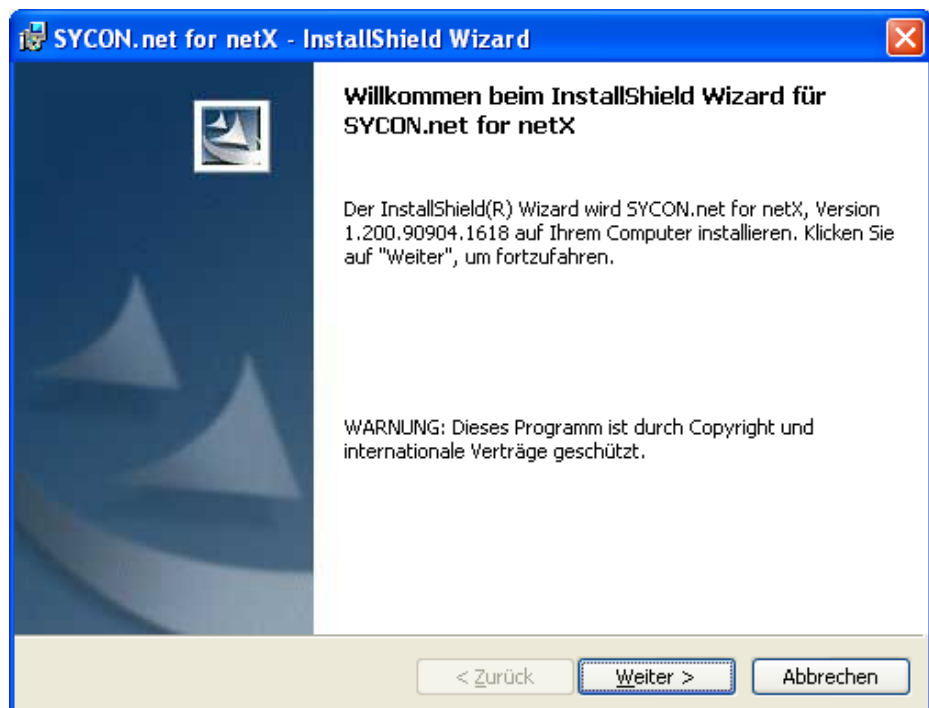 SYCON.net for netX - InstallShield Wizard
Willkommen beim InstallShield Wizard für
SYCON.net for netX
Der InstallShield(R) Wizard wird SYCON.net for netX, Version
1.200.90904.1618 auf Ihrem Computer installieren. Klicken Sie
auf "Weiter", um fortzufahren.
WARNUNG: Dieses Programm ist durch Copyright und
internationale Verträge geschützt.
< Zurück
Weiter >
Abbrechen